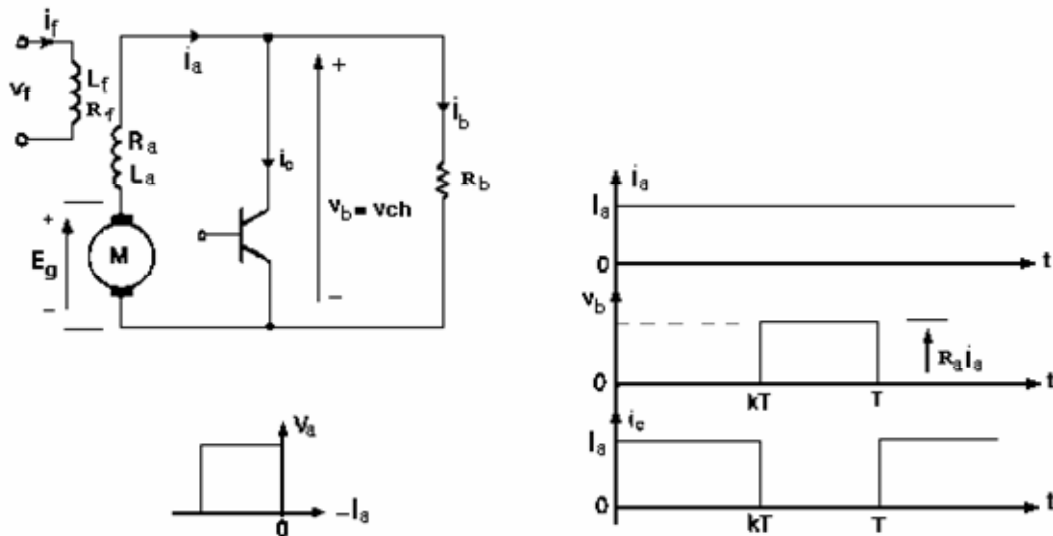 i_f
v_f
L_f
R_f
i_a
R_a
L_a
i_c
+
v_b = vch
−
i_b
R_b
+
E_g
−
M
V_a
−I_a
0
i_a
I_a
0
t
v_b
R_a i_a
0
kT
T
t
i_c
I_a
0
kT
T
t